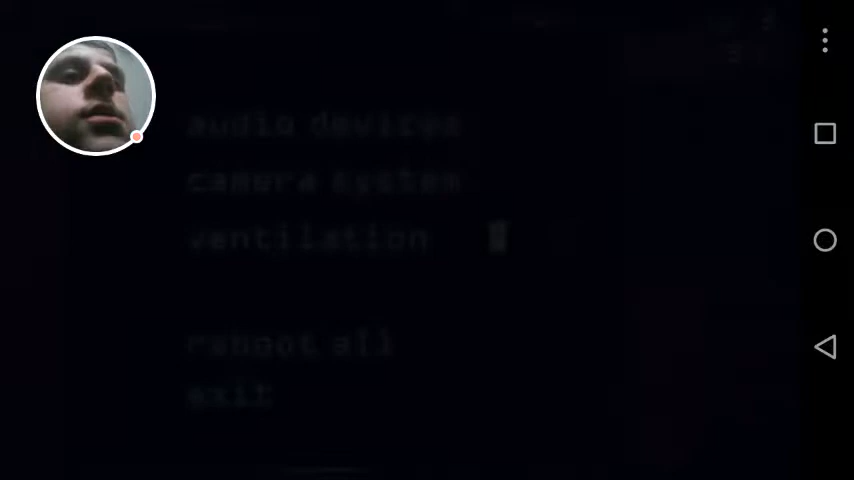 audio devices
camera system
ventilation
reboot all
exit